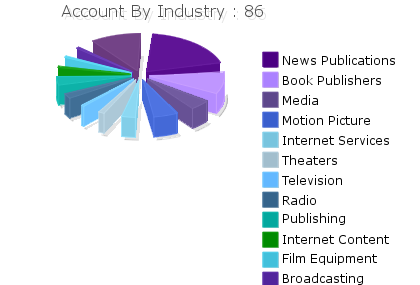 Account By Industry : 86
News Publications
Book Publishers
Media
Motion Picture
Internet Services
Theaters
Television
Radio
Publishing
Internet Content
Film Equipment
Broadcasting